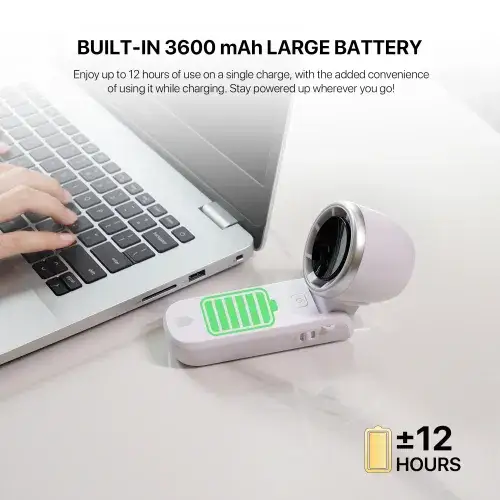 BUILT-IN 3600 mAh LARGE BATTERY
Enjoy up to 12 hours of use on a single charge, with the added convenience
of using it while charging. Stay powered up wherever you go!
±12
HOURS